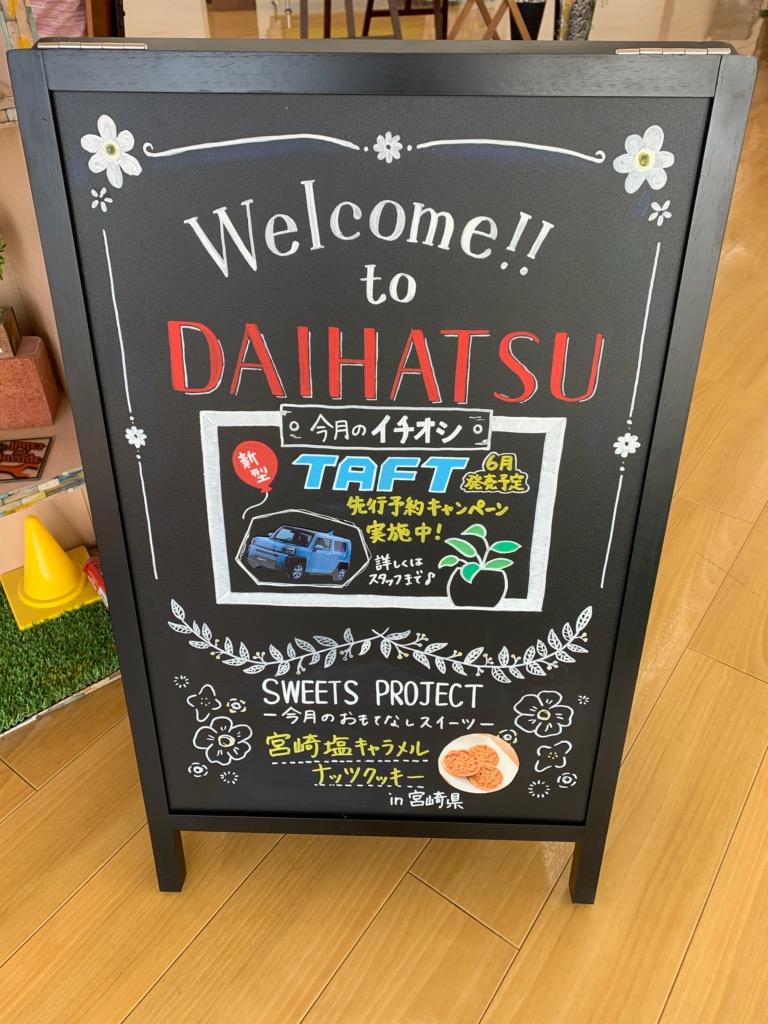 Welcome!!
to
DAIHATSU
今月のイチオシ
新型
TAFT
6月
発売予定
先行予約キャンペーン
実施中!
詳しくは
スタッフまで♪
SWEETS PROJECT
ー今月のおもてなしスイーツー
宮崎塩キャラメル
ナッツクッキー
in 宮崎県